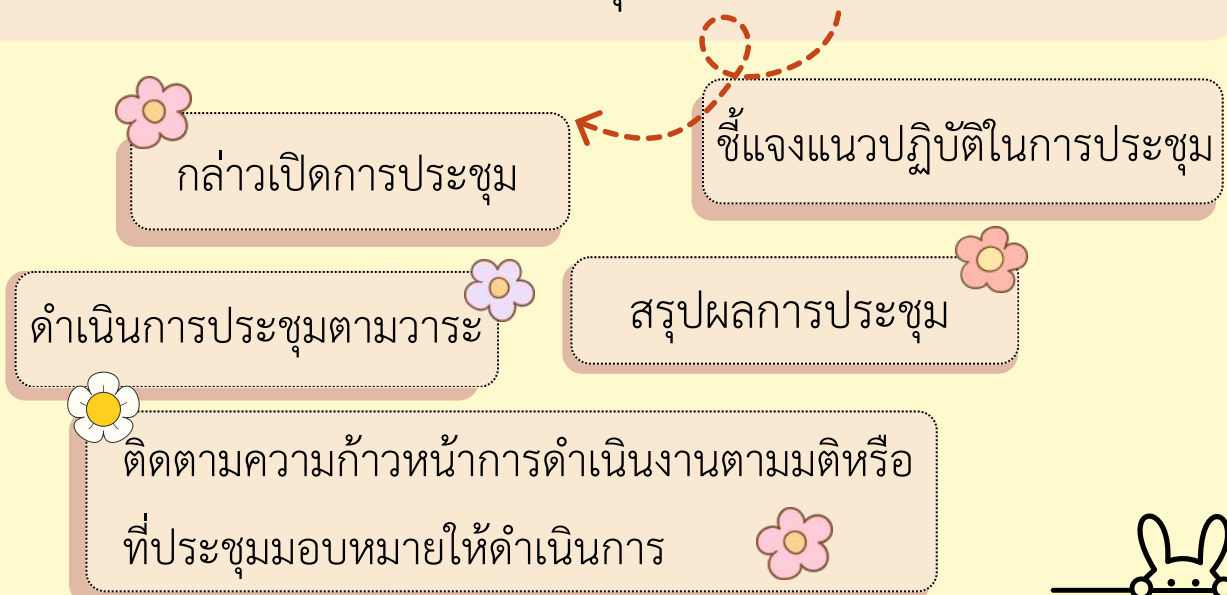 กล่าวเปิดการประชุม
ชี้แจงแนวปฏิบัติในการประชุม
ดำเนินการประชุมตามวาระ
สรุปผลการประชุม
ติดตามความก้าวหน้าการดำเนินงานตามมติหรือ
ที่ประชุมมอบหมายให้ดำเนินการ